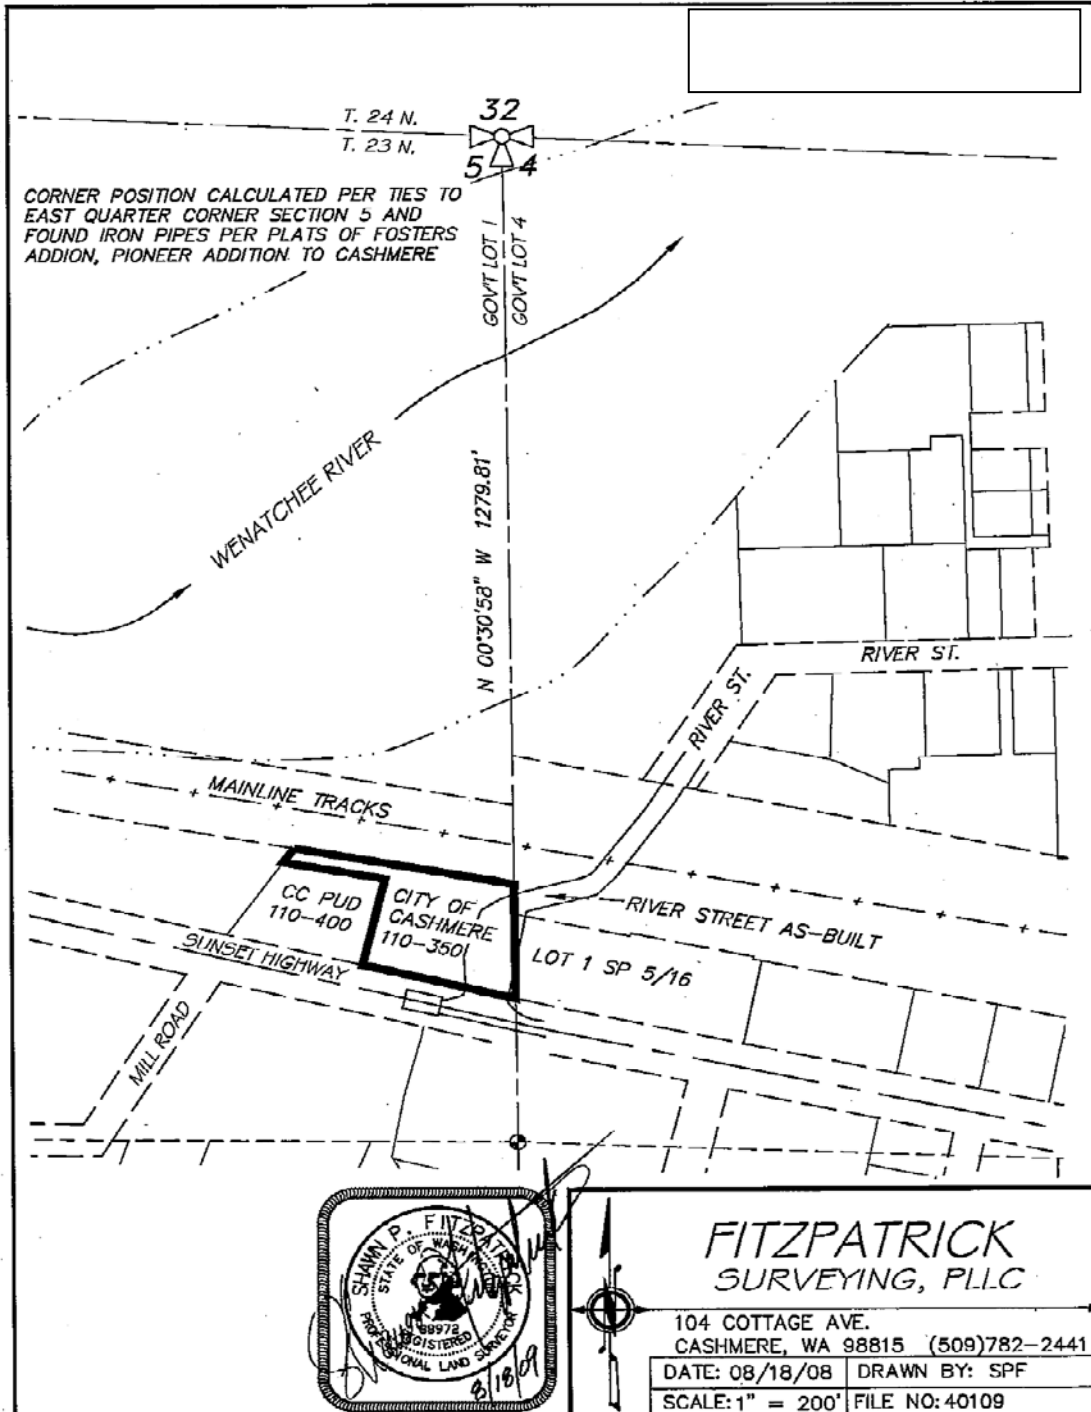 32
T. 24 N.
T. 23 N.
5 4
CORNER POSITION CALCULATED PER TIES TO
EAST QUARTER CORNER SECTION 5 AND
FOUND IRON PIPES PER PLATS OF FOSTERS
ADDION, PIONEER ADDITION TO CASHMERE
GOV'T LOT 1
GOV'T LOT 4
WENATCHEE RIVER
N 00°30'58" W 1279.81'
RIVER ST.
RIVER ST.
MAINLINE TRACKS
CC PUD
110-400
CITY OF
CASHMERE
110-350
RIVER STREET AS-BUILT
LOT 1 SP 5/16
SUNSET HIGHWAY
MILL ROAD
SHAWN P. FITZPATRICK
STATE OF WASHINGTON
38972
REGISTERED
PROFESSIONAL LAND SURVEYOR
8/18/09
FITZPATRICK
SURVEYING, PLLC
104 COTTAGE AVE.
CASHMERE, WA 98815 (509)782-2441
DATE: 08/18/08 DRAWN BY: SPF
SCALE: 1" = 200' FILE NO: 40109